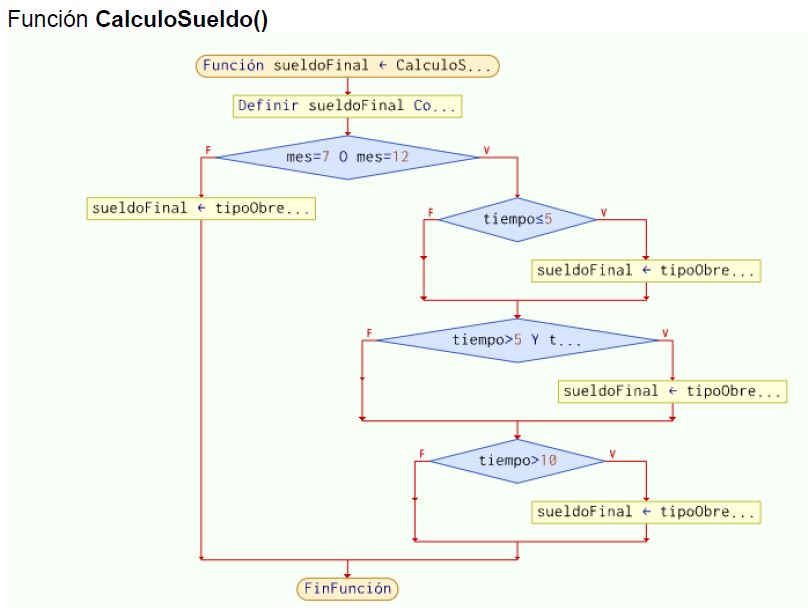 Función CalculoSueldo()
Función sueldoFinal ← CalculoS...
Definir sueldoFinal Co...
F
mes=7 O mes=12
V
sueldoFinal ← tipoObre...
F
tiempo≤5
V
sueldoFinal ← tipoObre...
F
tiempo>5 Y t...
V
sueldoFinal ← tipoObre...
F
tiempo>10
V
sueldoFinal ← tipoObre...
FinFunción